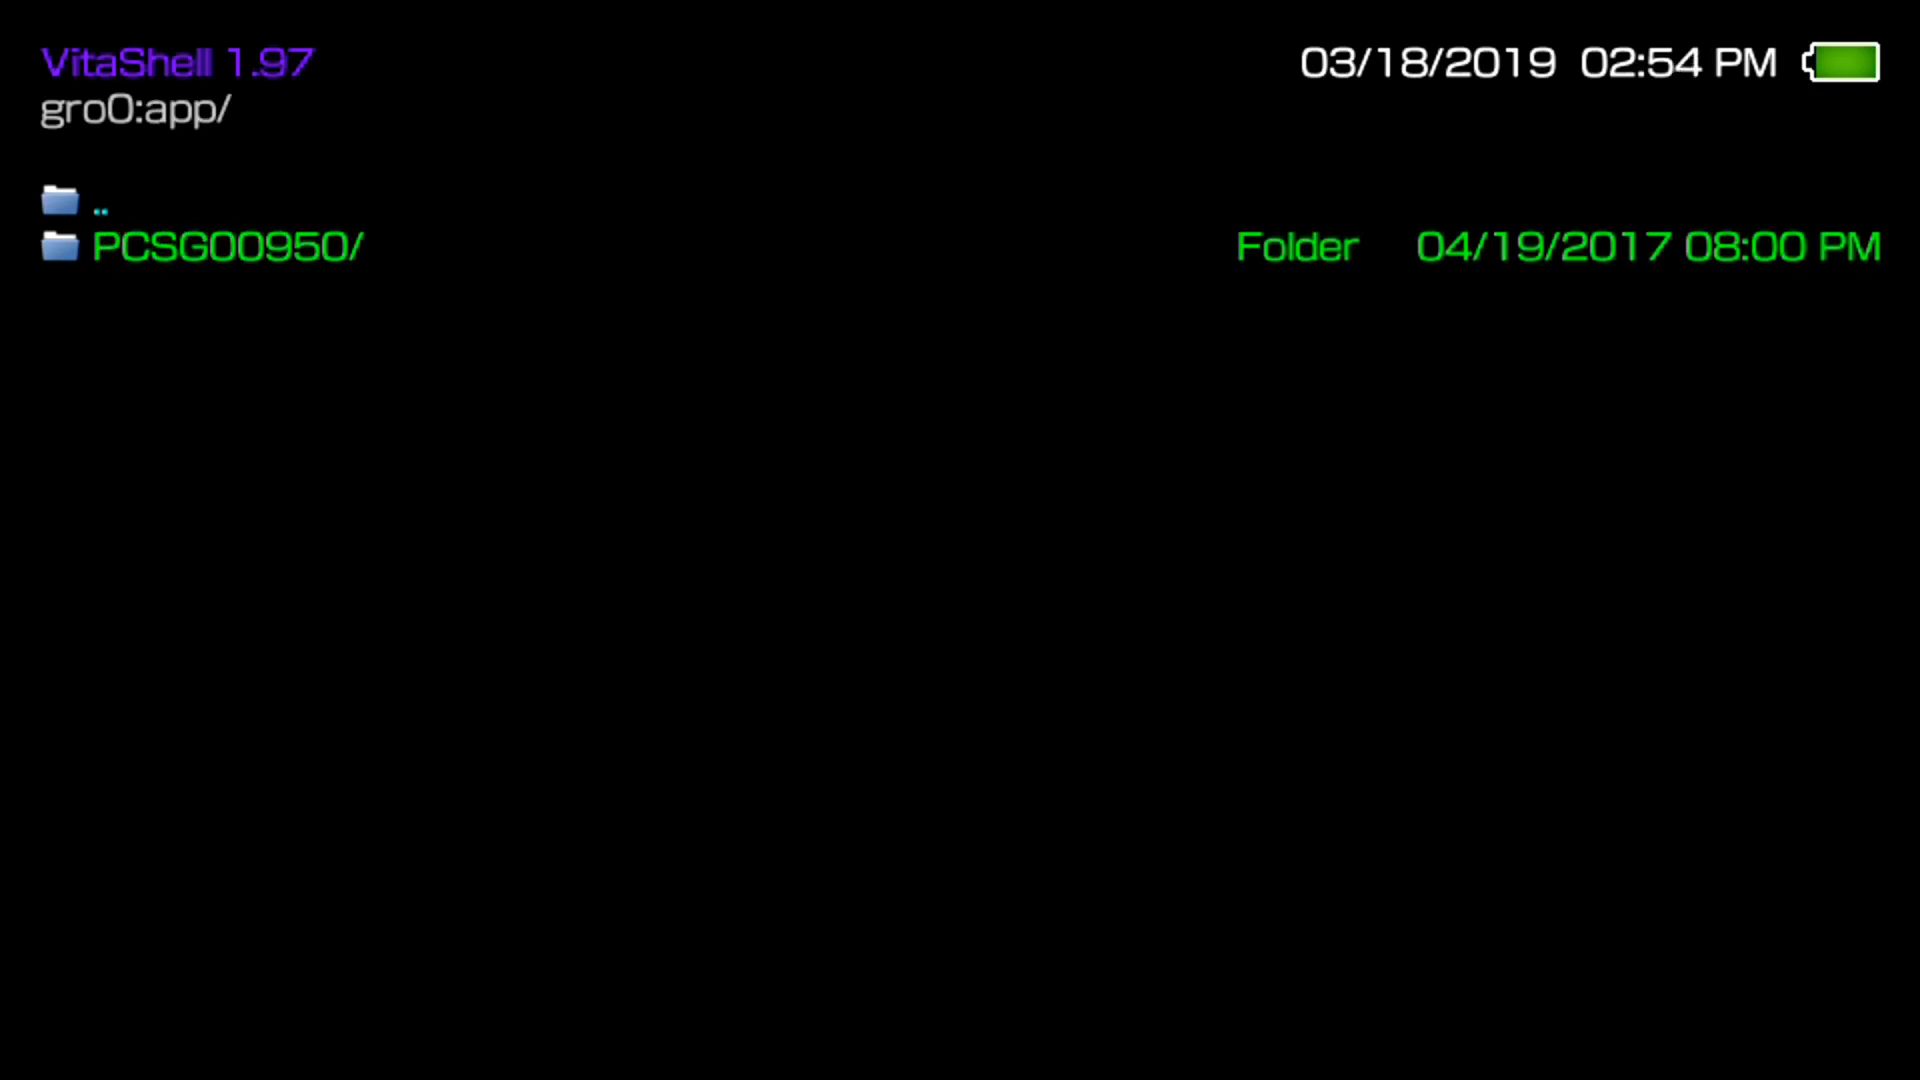 VitaShell 1.97 03/18/2019 02:54 PM
gro0:app/
..
PCSG00950/ Folder 04/19/2017 08:00 PM